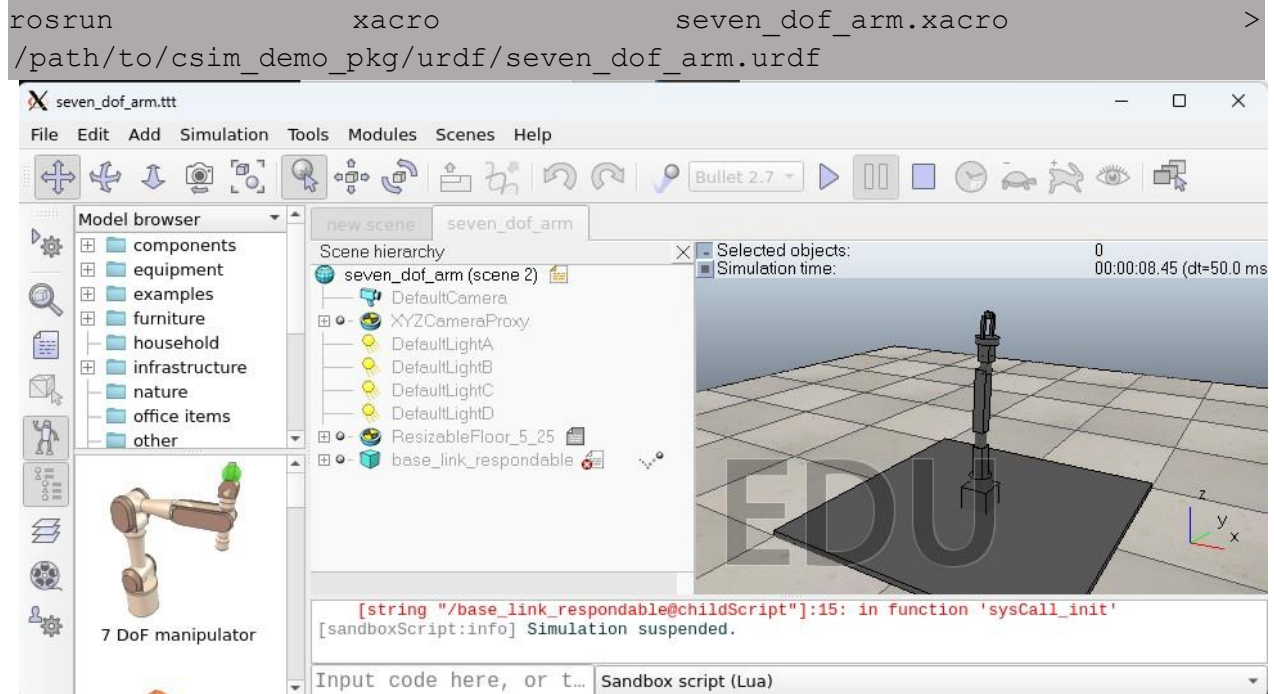 rosrun xacro seven_dof_arm.xacro >
/path/to/csim_demo_pkg/urdf/seven_dof_arm.urdf
seven_dof_arm.ttt
File Edit Add Simulation Tools Modules Scenes Help
Bullet 2.7
Model browser
components
equipment
examples
furniture
household
infrastructure
nature
office items
other
7 DoF manipulator
new scene seven_dof_arm
Scene hierarchy
seven_dof_arm (scene 2)
DefaultCamera
XYZCameraProxy
DefaultLightA
DefaultLightB
DefaultLightC
DefaultLightD
ResizableFloor_5_25
base_link_respondable
Selected objects: 0
Simulation time: 00:00:08.45 (dt=50.0 ms
EDU
z
y
x
[string "/base_link_respondable@childScript"]:15: in function 'sysCall_init'
[sandboxScript:info] Simulation suspended.
Input code here, or t… Sandbox script (Lua)